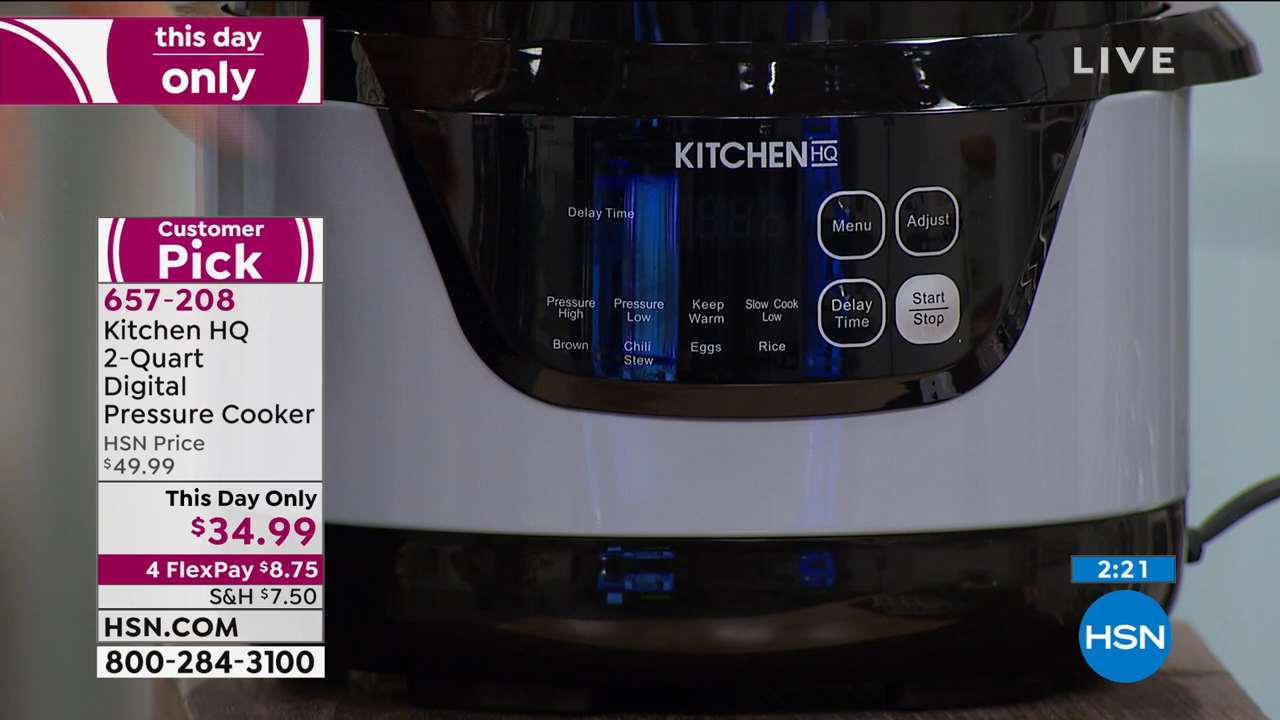 this day
only
LIVE
KITCHEN HQ
Delay Time
Menu
Adjust
Delay
Time
Start
Stop
Pressure
High
Pressure
Low
Keep
Warm
Slow Cook
Low
Brown
Chili
Stew
Eggs
Rice
Customer
Pick
657-208
Kitchen HQ
2-Quart
Digital
Pressure Cooker
HSN Price
$49.99
This Day Only
$34.99
4 FlexPay $8.75
S&H $7.50
HSN.COM
800-284-3100
2:21
HSN